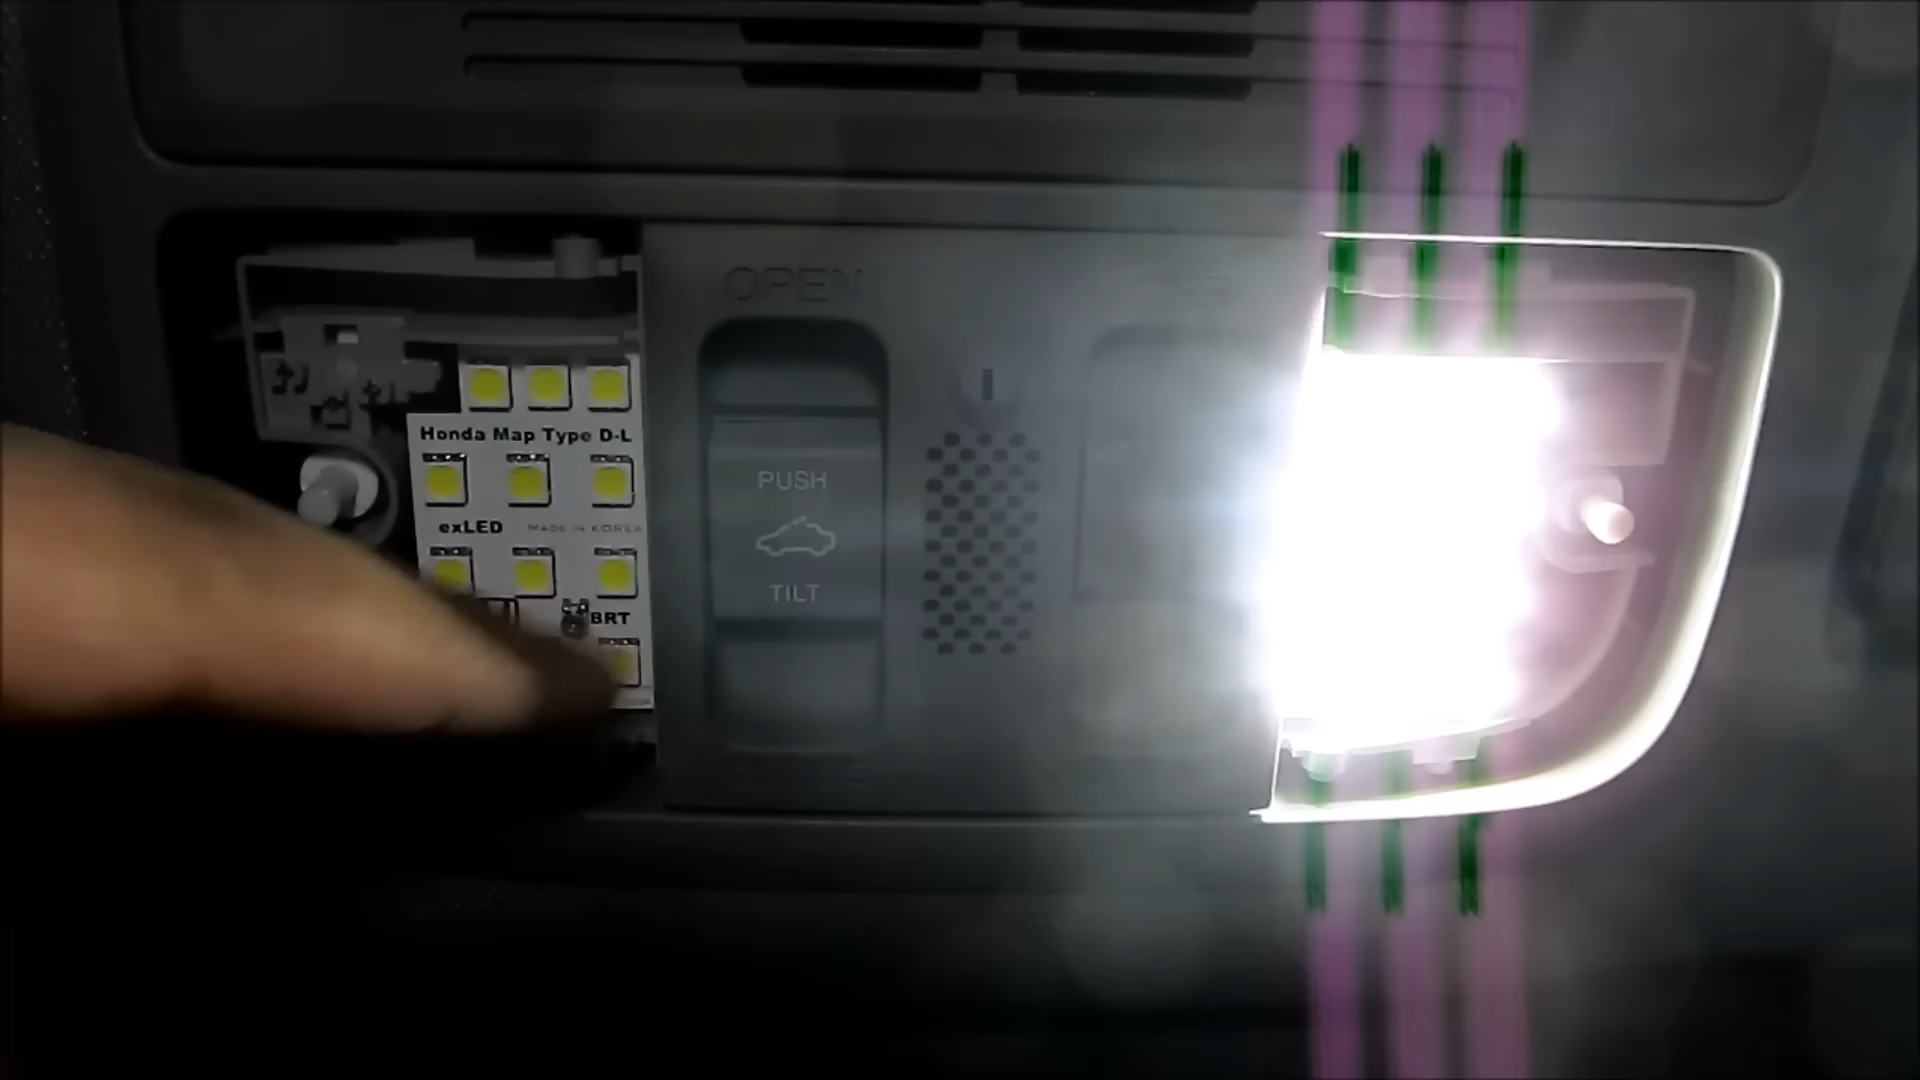 OPEN
Honda Map Type D-L
PUSH
exLED MADE IN KOREA
TILT
BRT